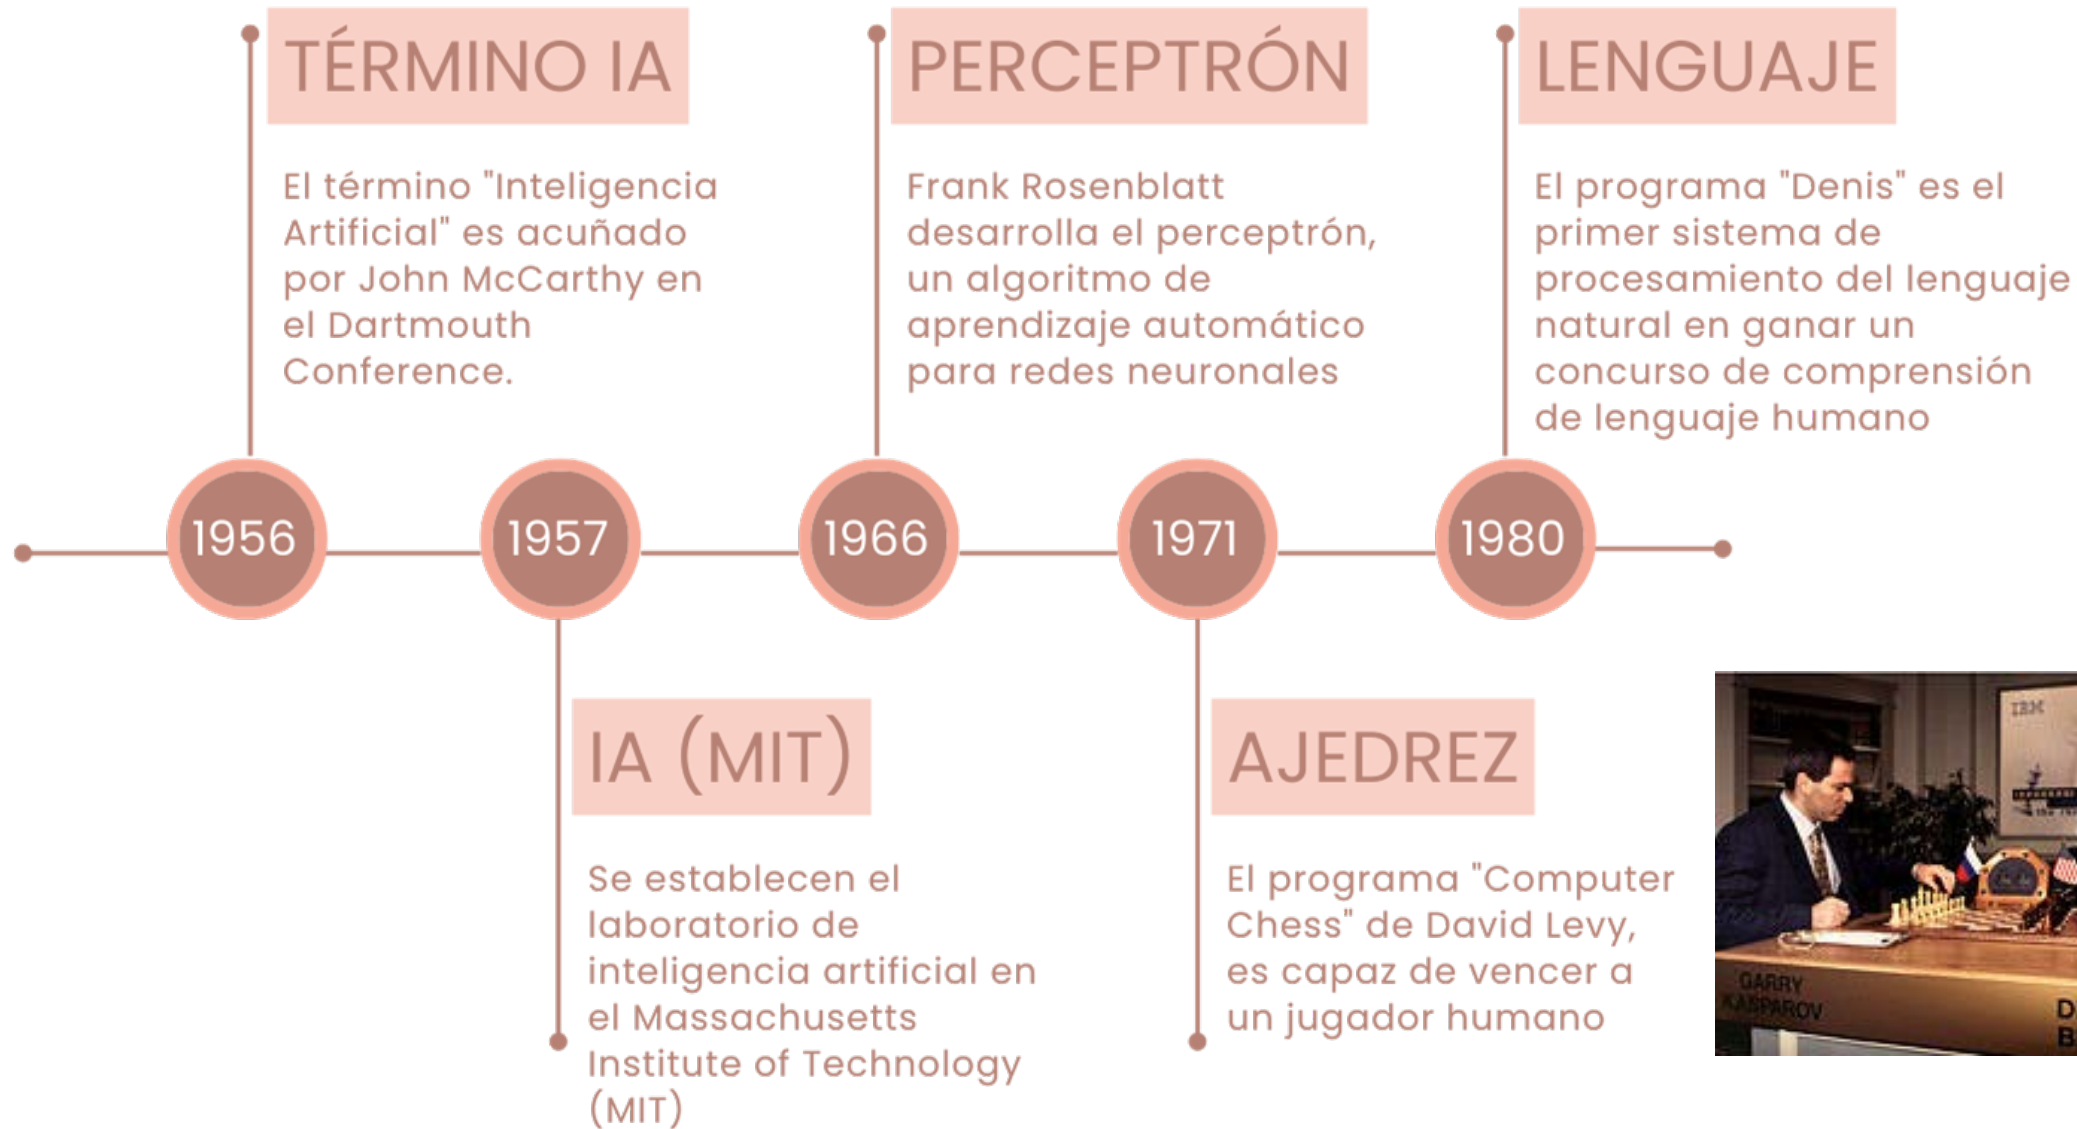 TÉRMINO IA
El término "Inteligencia
Artificial" es acuñado
por John McCarthy en
el Dartmouth
Conference.
PERCEPTRÓN
Frank Rosenblatt
desarrolla el perceptrón,
un algoritmo de
aprendizaje automático
para redes neuronales
LENGUAJE
El programa "Denis" es el
primer sistema de
procesamiento del lenguaje
natural en ganar un
concurso de comprensión
de lenguaje humano
1956
1957
1966
1971
1980
IA (MIT)
Se establecen el
laboratorio de
inteligencia artificial en
el Massachusetts
Institute of Technology
(MIT)
AJEDREZ
El programa "Computer
Chess" de David Levy,
es capaz de vencer a
un jugador humano
IBM
GARRY
KASPAROV
D
B